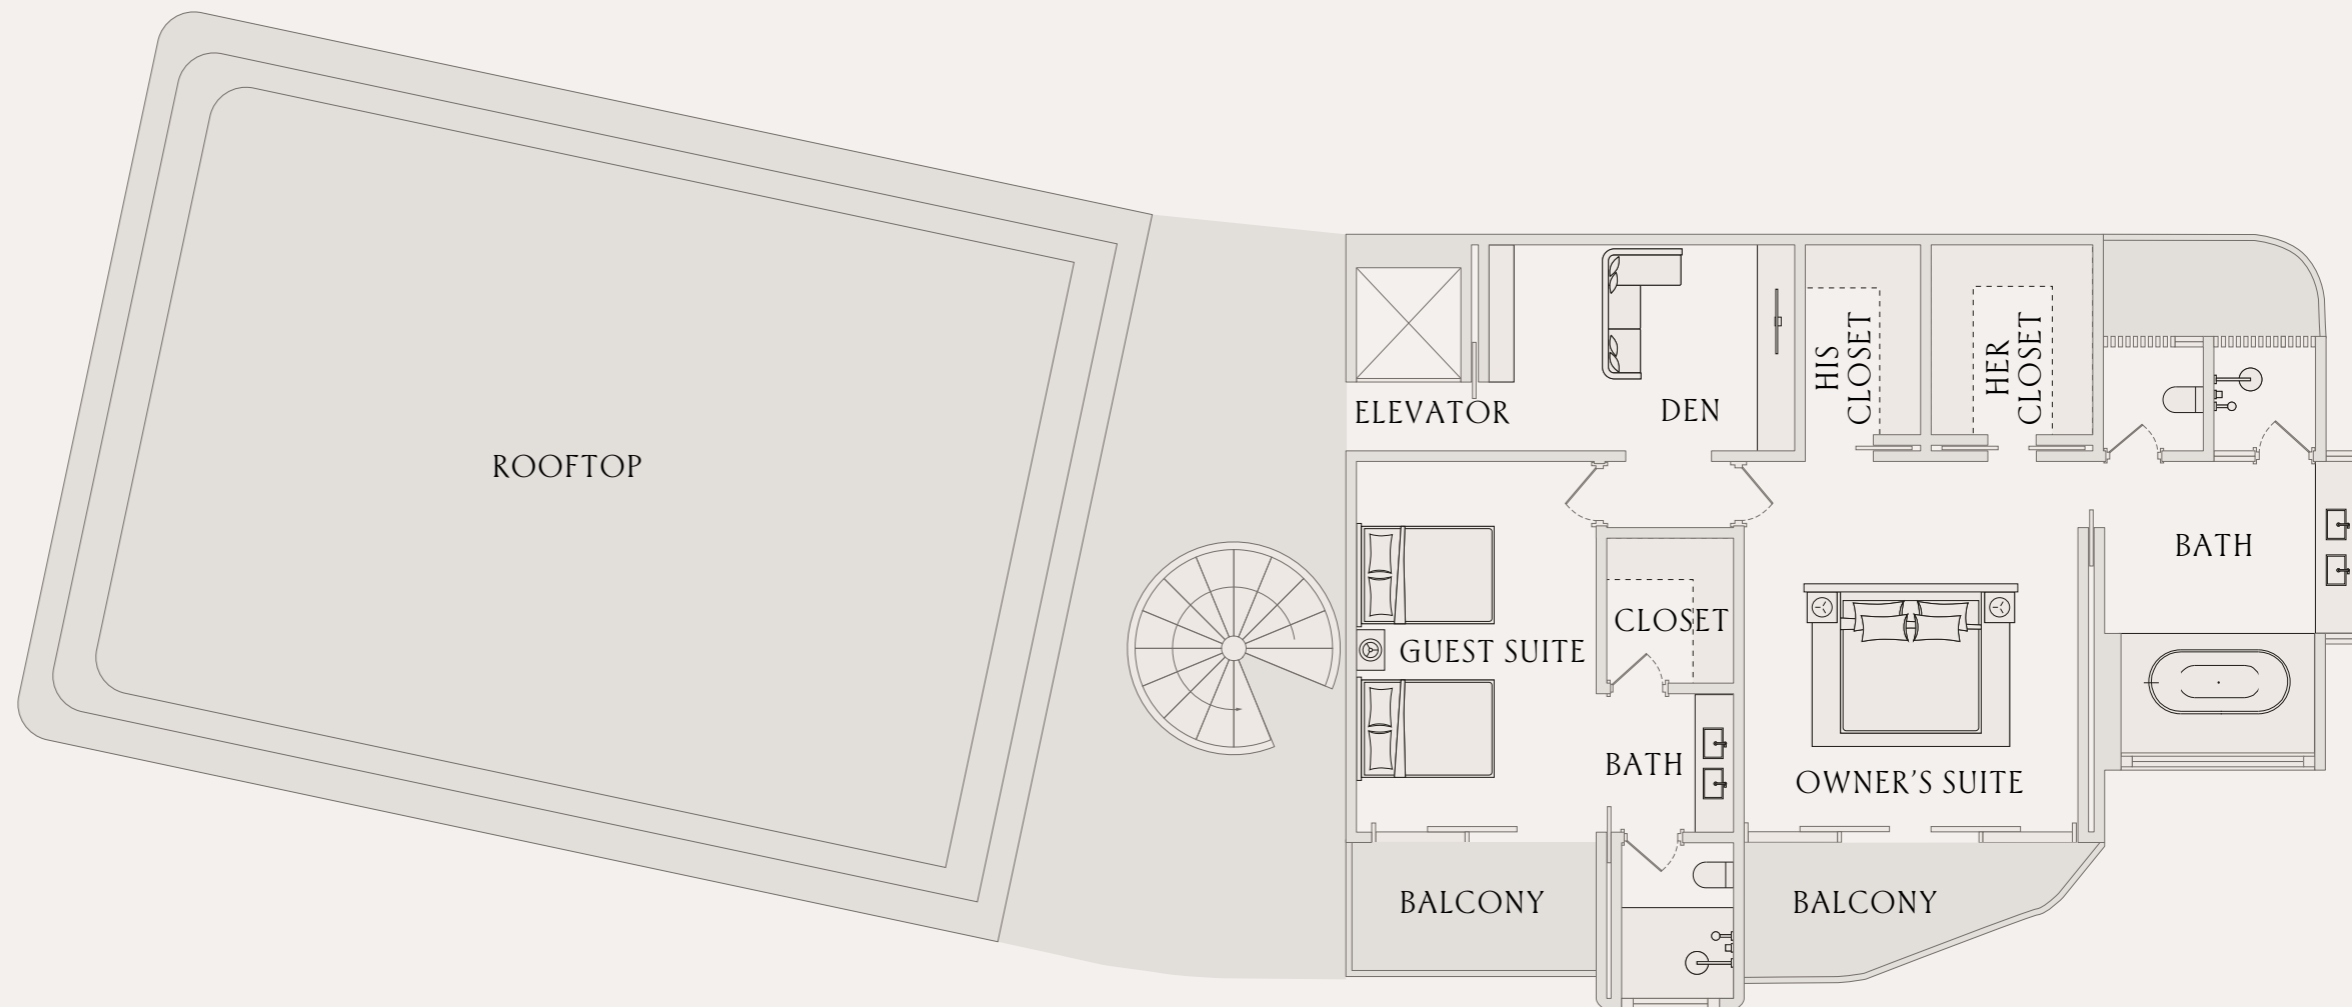 ROOFTOP
ELEVATOR
DEN
HIS
CLOSET
HER
CLOSET
BATH
CLOSET
GUEST SUITE
BATH
OWNER'S SUITE
BALCONY
BALCONY